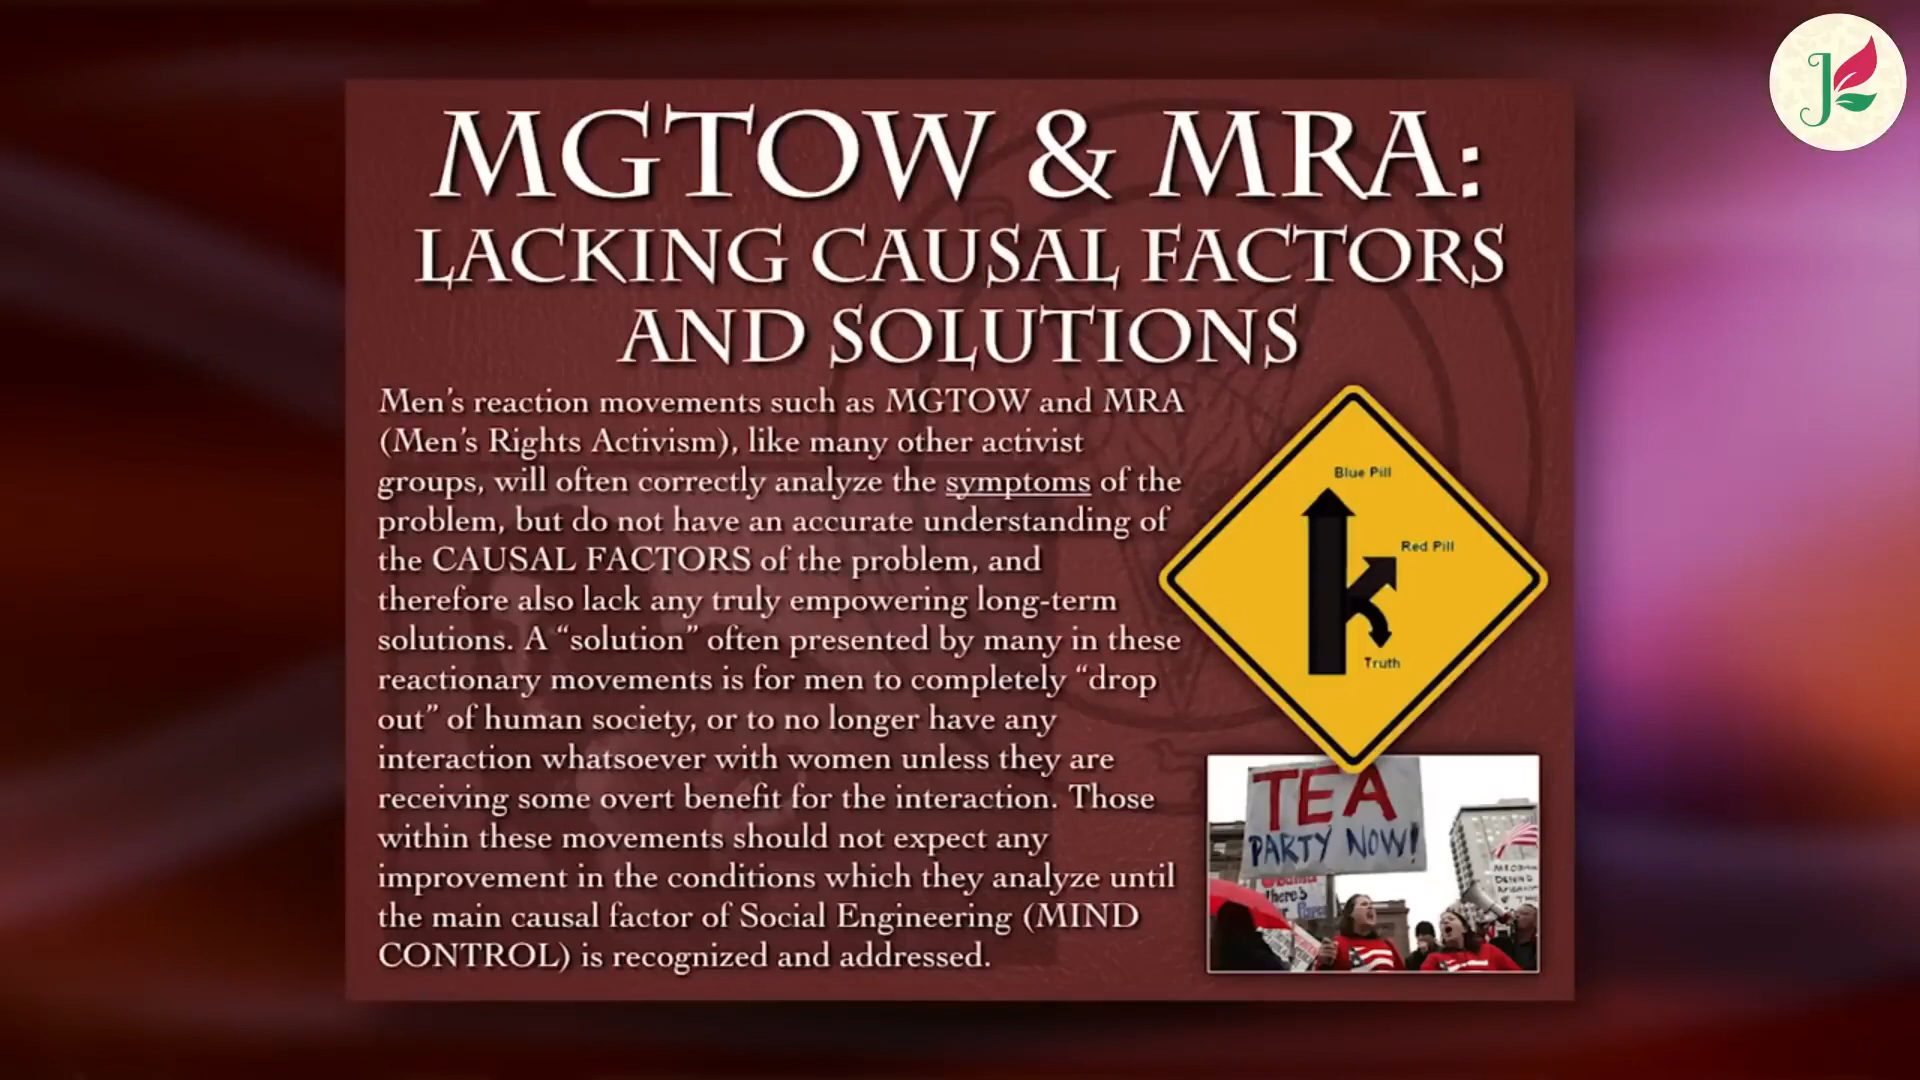 MGTOW & MRA:
LACKING CAUSAL FACTORS
AND SOLUTIONS
Men's reaction movements such as MGTOW and MRA
(Men's Rights Activism), like many other activist
groups, will often correctly analyze the symptoms of the
problem, but do not have an accurate understanding of
the CAUSAL FACTORS of the problem, and
therefore also lack any truly empowering long-term
solutions. A “solution” often presented by many in these
reactionary movements is for men to completely “drop
out” of human society, or to no longer have any
interaction whatsoever with women unless they are
receiving some overt benefit for the interaction. Those
within these movements should not expect any
improvement in the conditions which they analyze until
the main causal factor of Social Engineering (MIND
CONTROL) is recognized and addressed.
Blue Pill
Red Pill
Truth
TEA
PARTY NOW!
there's
J